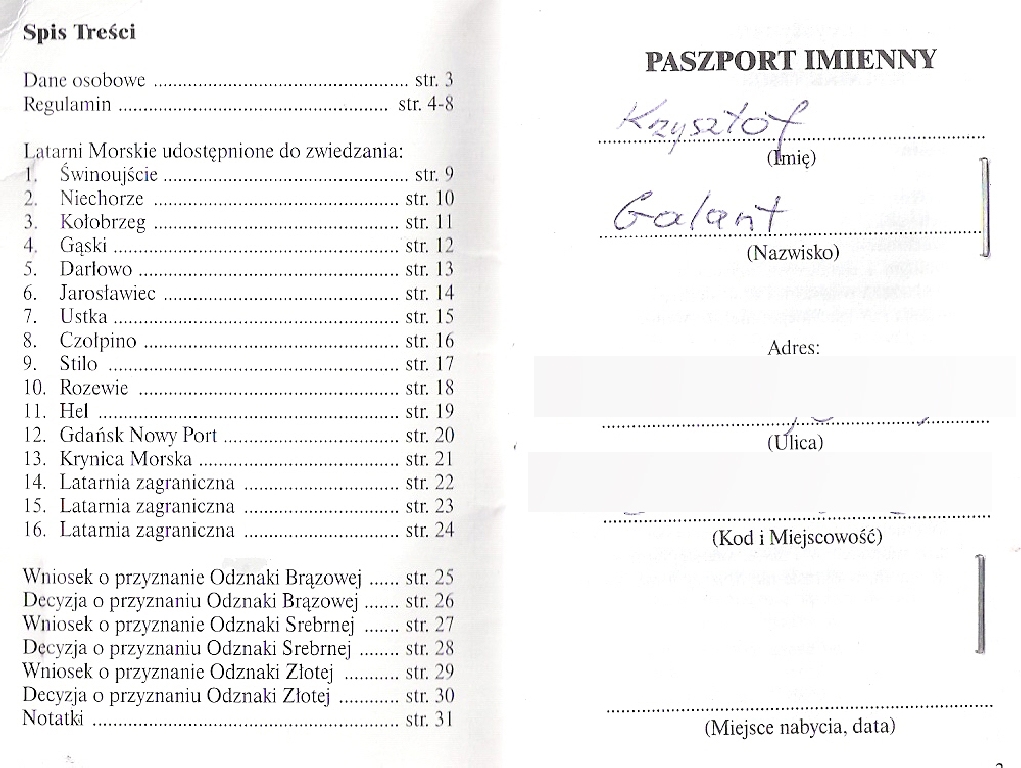 Spis Treści
Dane osobowe .......................................... str. 3
Regulamin ............................................. str. 4-8
Latarni Morskie udostępnione do zwiedzania:
1. Świnoujście ......................................... str. 9
2. Niechorze ......................................... str. 10
3. Kołobrzeg ......................................... str. 11
4. Gąski ............................................... str. 12
5. Darłowo ........................................... str. 13
6. Jarosławiec ....................................... str. 14
7. Ustka ............................................... str. 15
8. Czołpino .......................................... str. 16
9. Stilo ................................................ str. 17
10. Rozewie .......................................... str. 18
11. Hel ................................................. str. 19
12. Gdańsk Nowy Port ............................. str. 20
13. Krynica Morska ................................. str. 21
14. Latarnia zagraniczna .......................... str. 22
15. Latarnia zagraniczna .......................... str. 23
16. Latarnia zagraniczna .......................... str. 24
Wniosek o przyznanie Odznaki Brązowej ...... str. 25
Decyzja o przyznaniu Odznaki Brązowej ....... str. 26
Wniosek o przyznanie Odznaki Srebrnej ....... str. 27
Decyzja o przyznaniu Odznaki Srebrnej ........ str. 28
Wniosek o przyznanie Odznaki Złotej ........... str. 29
Decyzja o przyznaniu Odznaki Złotej ............ str. 30
Notatki .................................................... str. 31
PASZPORT IMIENNY
Krzysztof
(Imię)
Galant
(Nazwisko)
Adres:
(Ulica)
(Kod i Miejscowość)
(Miejsce nabycia, data)